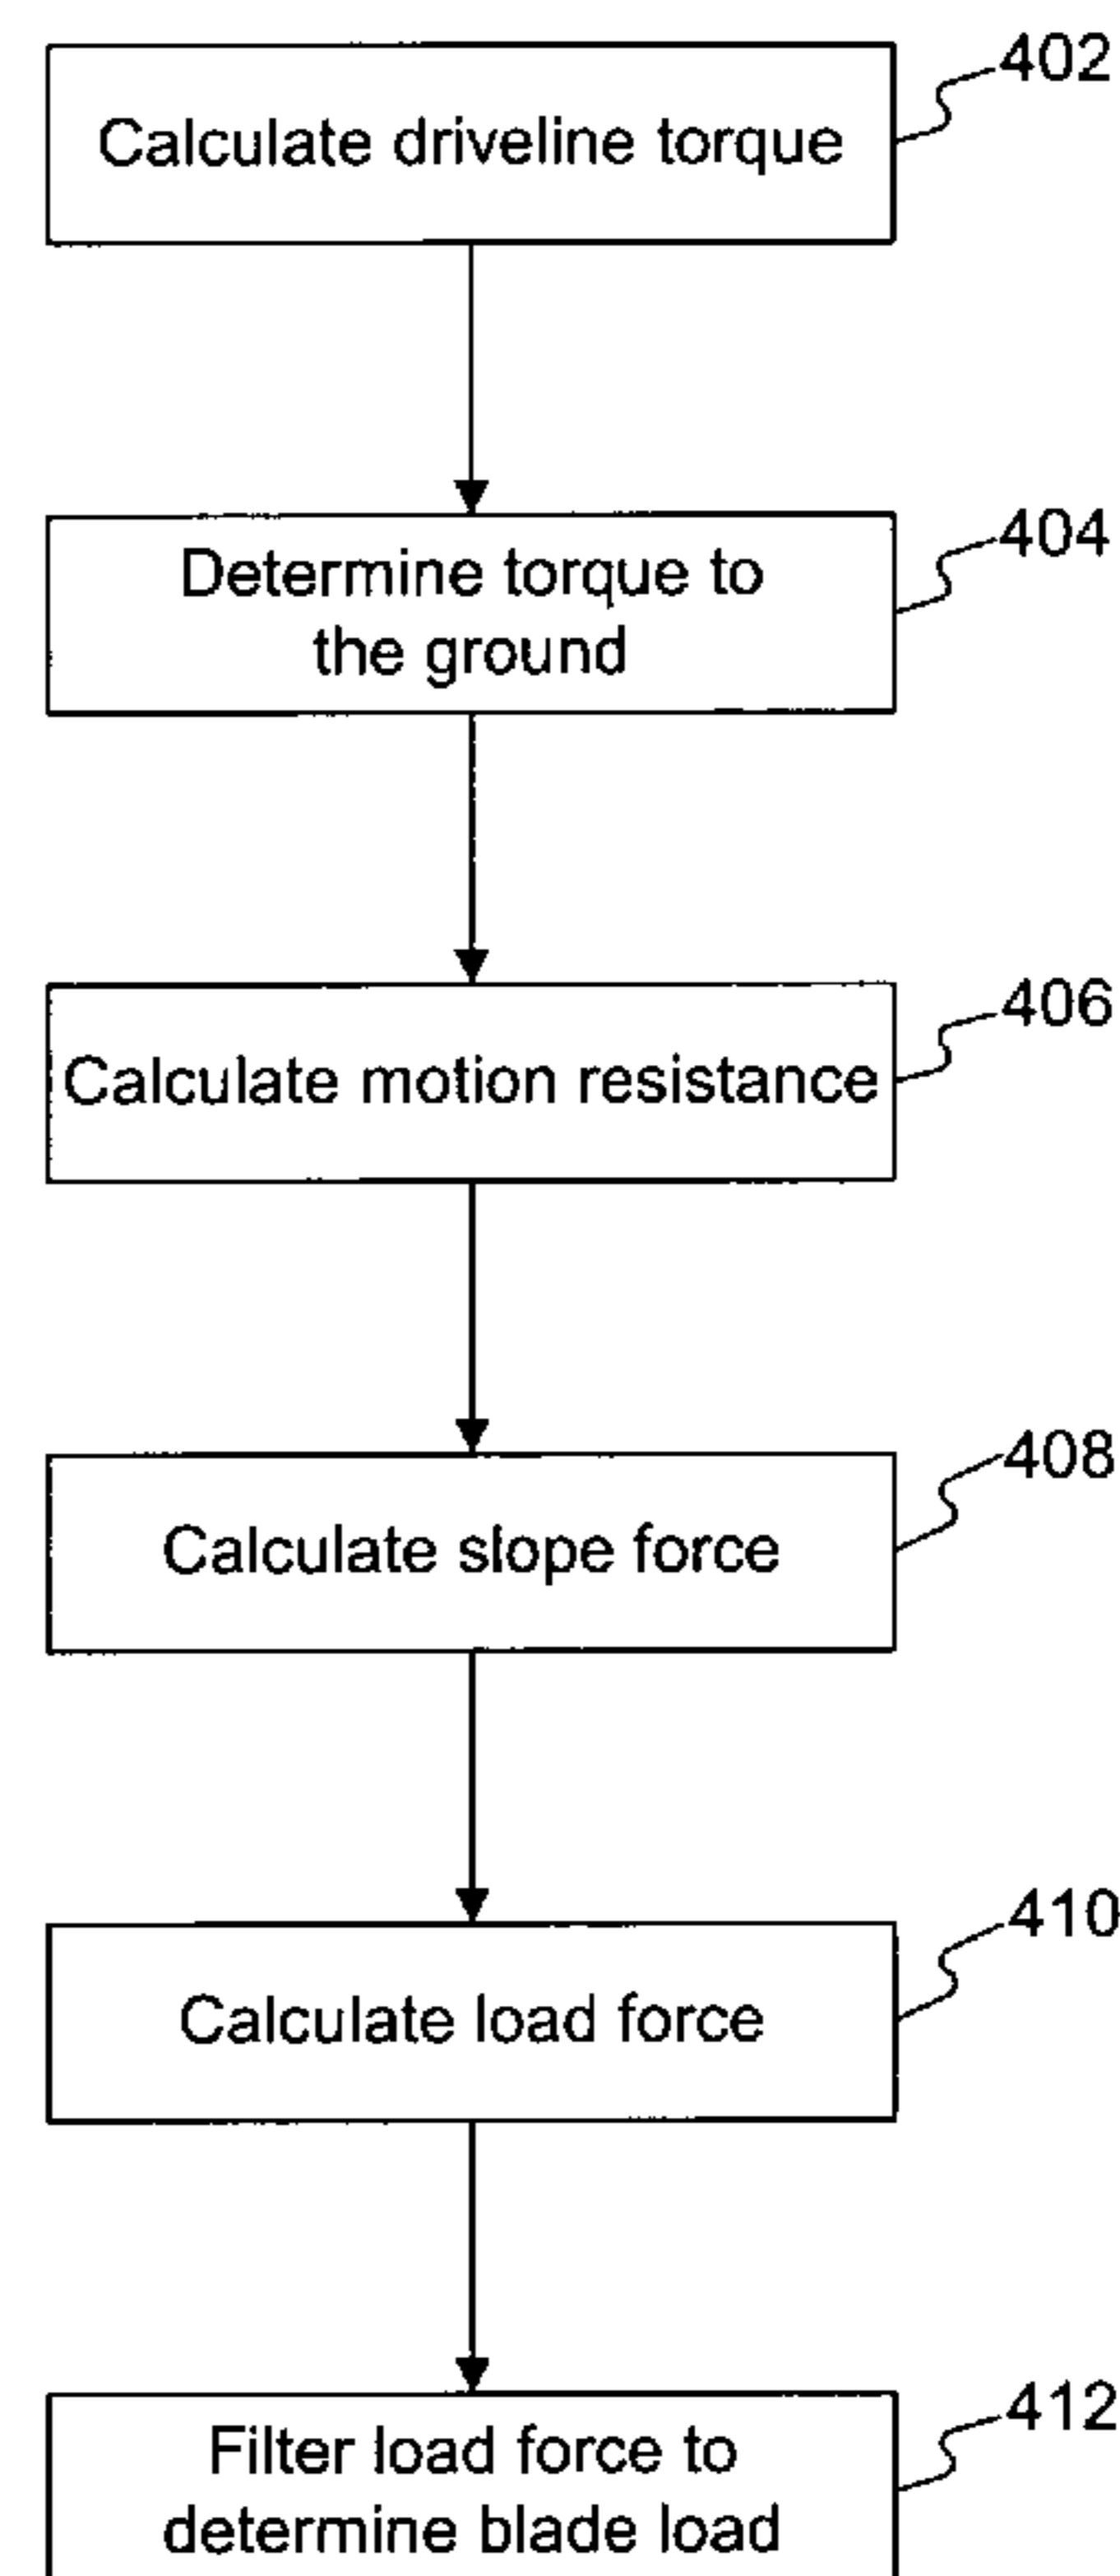 402
Calculate driveline torque
404
Determine torque to
the ground
406
Calculate motion resistance
408
Calculate slope force
410
Calculate load force
412
Filter load force to
determine blade load